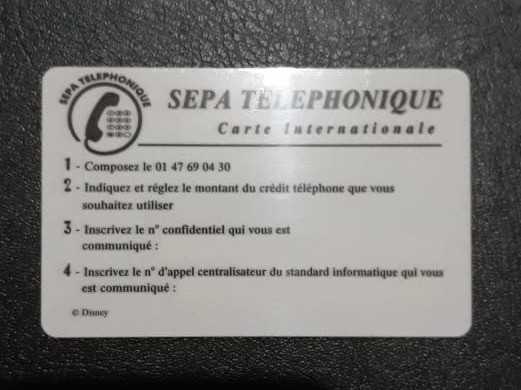 SEPA TELEPHONIQUE
SEPA TELEPHONIQUE
Carte Internationale
1 - Composez le 01 47 69 04 30
2 - Indiquez et réglez le montant du crédit téléphone que vous
souhaitez utiliser
3 - Inscrivez le n° confidentiel qui vous est
communiqué :
4 - Inscrivez le n° d'appel centralisateur du standard informatique qui vous
est communiqué :
© Disney